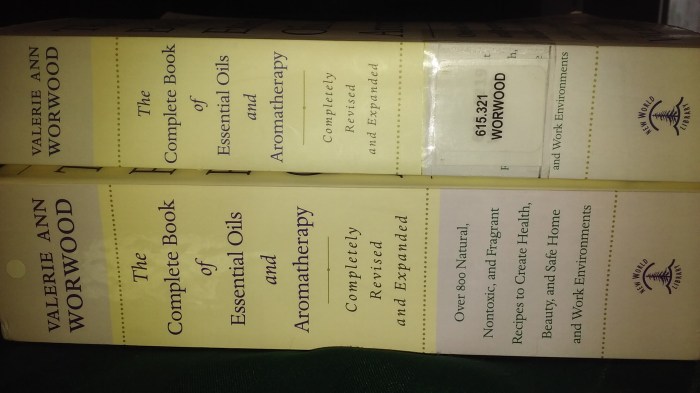 VALERIE ANN
WORWOOD
The
Complete Book
of
Essential Oils
and
Aromatherapy
Completely
Revised
and Expanded
615.321
WORWOOD
and Work Environments
NEW WORLD
LIBRARY
VALERIE ANN
WORWOOD
The
Complete Book
of
Essential Oils
and
Aromatherapy
Completely
Revised
and Expanded
Over 800 Natural,
Nontoxic, and Fragrant
Recipes to Create Health,
Beauty, and Safe Home
and Work Environments
NEW WORLD
LIBRARY